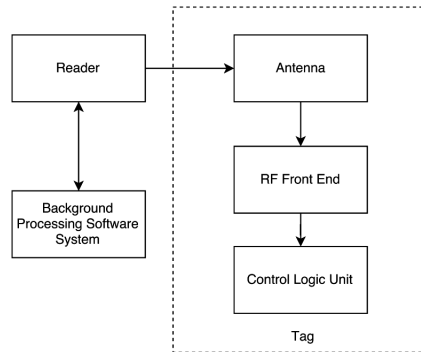 Reader
Antenna
RF Front End
Background
Processing Software
System
Control Logic Unit
Tag